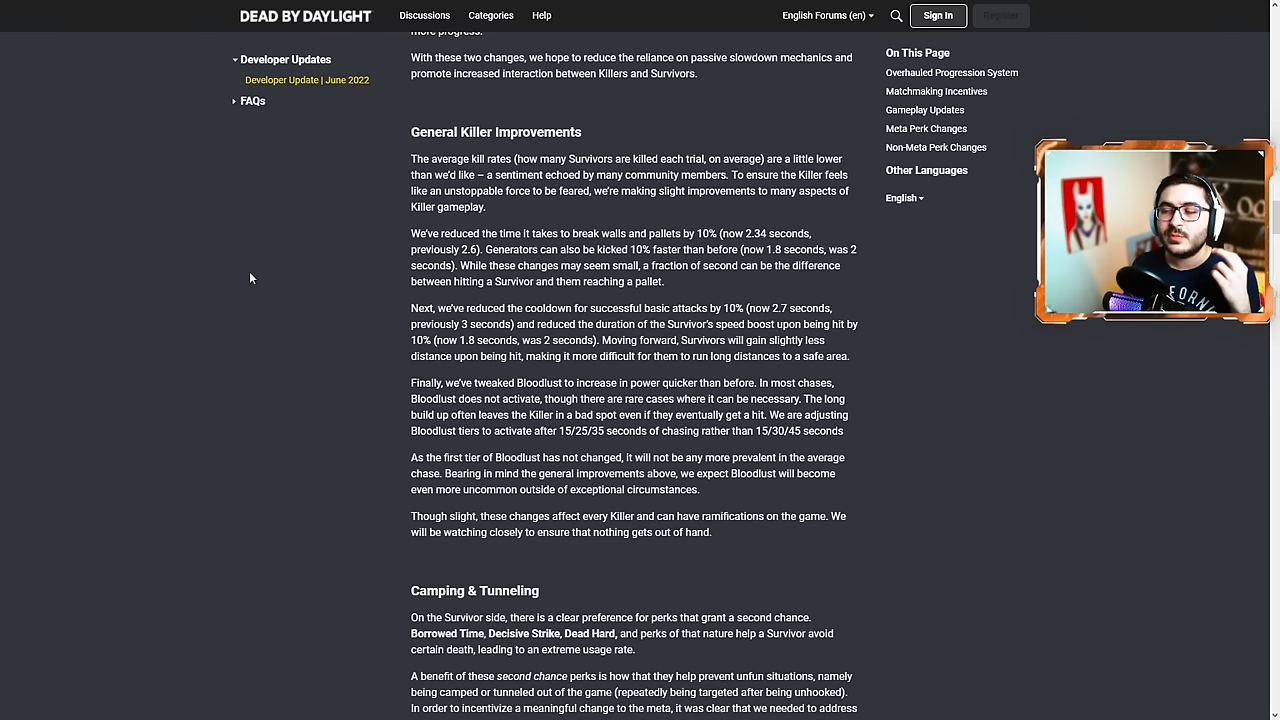 DEAD BY DAYLIGHT
Discussions
Categories
Help
English Forums (en)
Sign In
Register
Developer Updates
Developer Update | June 2022
FAQs
more progress.
With these two changes, we hope to reduce the reliance on passive slowdown mechanics and
promote increased interaction between Killers and Survivors.
General Killer Improvements
The average kill rates (how many Survivors are killed each trial, on average) are a little lower
than we'd like – a sentiment echoed by many community members. To ensure the Killer feels
like an unstoppable force to be feared, we're making slight improvements to many aspects of
Killer gameplay.
We've reduced the time it takes to break walls and pallets by 10% (now 2.34 seconds,
previously 2.6). Generators can also be kicked 10% faster than before (now 1.8 seconds, was 2
seconds). While these changes may seem small, a fraction of second can be the difference
between hitting a Survivor and them reaching a pallet.
Next, we've reduced the cooldown for successful basic attacks by 10% (now 2.7 seconds,
previously 3 seconds) and reduced the duration of the Survivor's speed boost upon being hit by
10% (now 1.8 seconds, was 2 seconds). Moving forward, Survivors will gain slightly less
distance upon being hit, making it more difficult for them to run long distances to a safe area.
Finally, we've tweaked Bloodlust to increase in power quicker than before. In most chases,
Bloodlust does not activate, though there are rare cases where it can be necessary. The long
build up often leaves the Killer in a bad spot even if they eventually get a hit. We are adjusting
Bloodlust tiers to activate after 15/25/35 seconds of chasing rather than 15/30/45 seconds
As the first tier of Bloodlust has not changed, it will not be any more prevalent in the average
chase. Bearing in mind the general improvements above, we expect Bloodlust will become
even more uncommon outside of exceptional circumstances.
Though slight, these changes affect every Killer and can have ramifications on the game. We
will be watching closely to ensure that nothing gets out of hand.
Camping & Tunneling
On the Survivor side, there is a clear preference for perks that grant a second chance.
Borrowed Time, Decisive Strike, Dead Hard, and perks of that nature help a Survivor avoid
certain death, leading to an extreme usage rate.
A benefit of these second chance perks is how that they help prevent unfun situations, namely
being camped or tunneled out of the game (repeatedly being targeted after being unhooked).
In order to incentivize a meaningful change to the meta, it was clear that we needed to address
On This Page
Overhauled Progression System
Matchmaking Incentives
Gameplay Updates
Meta Perk Changes
Non-Meta Perk Changes
Other Languages
English